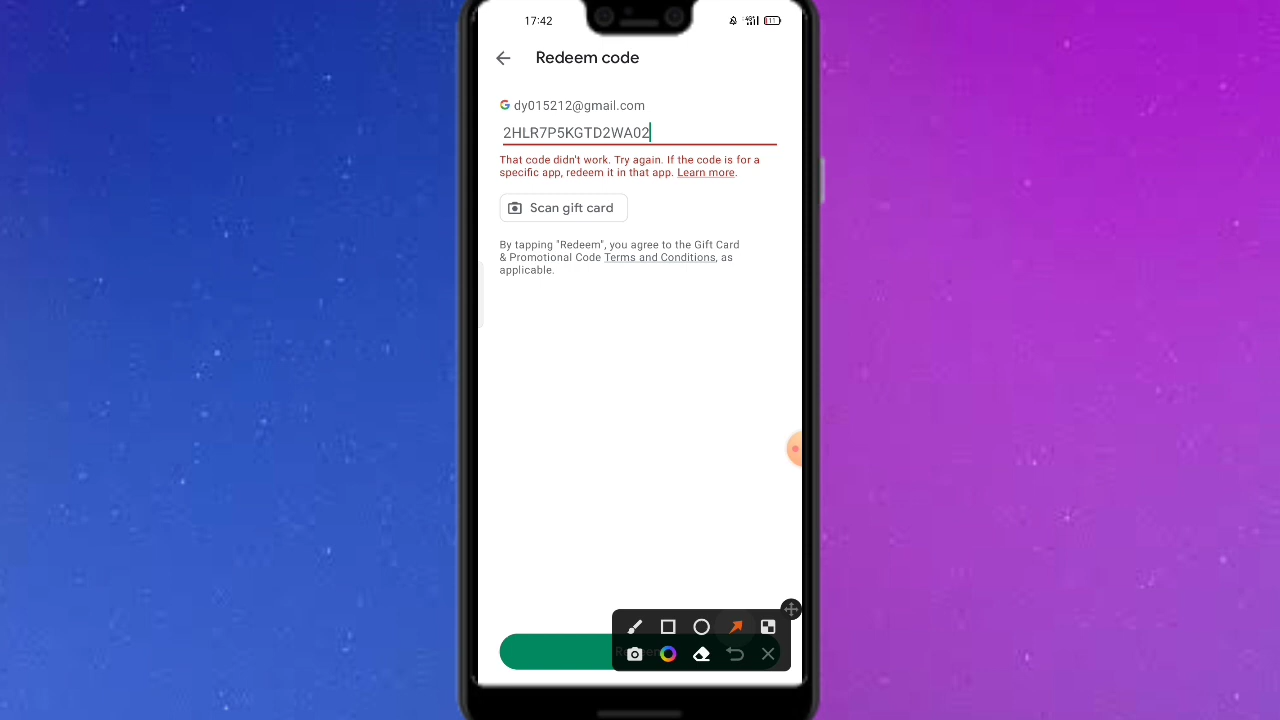 17:42
Redeem code
dy015212@gmail.com
2HLR7P5KGTD2WA02
That code didn't work. Try again. If the code is for a
specific app, redeem it in that app. Learn more.
Scan gift card
By tapping "Redeem", you agree to the Gift Card
& Promotional Code Terms and Conditions, as
applicable.